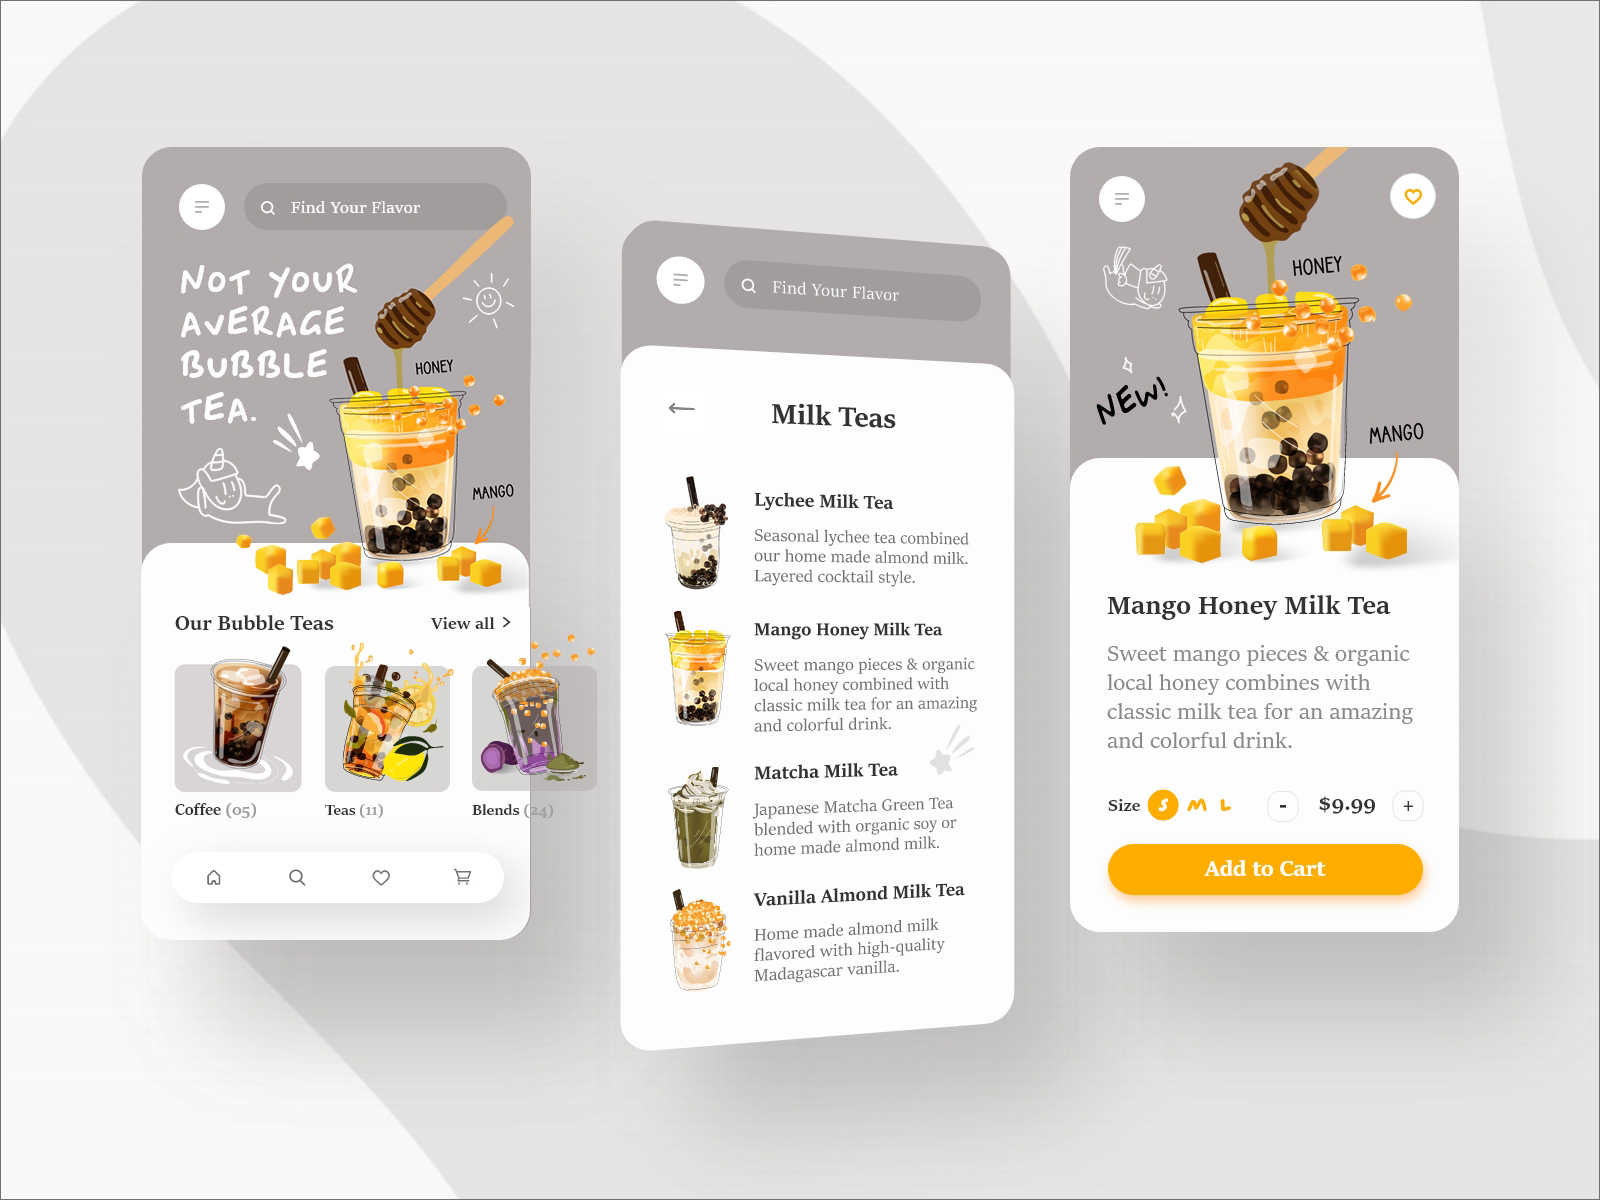 Find Your Flavor
NOT YOUR
AVERAGE
BUBBLE
TEA.
HONEY
MANGO
Our Bubble Teas
View all >
Coffee (05)
Teas (11)
Blends (24)
Find Your Flavor
Milk Teas
Lychee Milk Tea
Seasonal lychee tea combined
our home made almond milk.
Layered cocktail style.
Mango Honey Milk Tea
Sweet mango pieces & organic
local honey combined with
classic milk tea for an amazing
and colorful drink.
Matcha Milk Tea
Japanese Matcha Green Tea
blended with organic soy or
home made almond milk.
Vanilla Almond Milk Tea
Home made almond milk
flavored with high-quality
Madagascar vanilla.
HONEY
NEW!
MANGO
Mango Honey Milk Tea
Sweet mango pieces & organic
local honey combines with
classic milk tea for an amazing
and colorful drink.
Size S M L - $9.99 +
Add to Cart